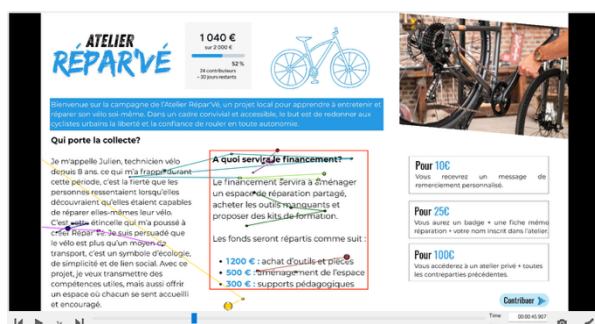 ATELIER
RÉPAR'VÉ
1 040 €
sur 2 000 €
52 %
24 contributeurs
- 20 jours restants
Bienvenue sur la campagne de l'Atelier Répar'Vé, un projet local pour apprendre à entretenir et
réparer son vélo soi-même. Dans un cadre convivial et accessible, le but est de redonner aux
cyclistes urbains la liberté et la confiance de rouler en toute autonomie.
Qui porte la collecte?
Je m'appelle Julien, technicien vélo
depuis 8 ans. ce qui m'a frappé durant
cette période, c'est la fierté que les
personnes ressentaient lorsqu'elles
découvraient qu'elles étaient capables
de réparer elles-mêmes leur vélo.
C'est cette étincelle qui m'a poussé à
créer Répar'Vé. Je suis persuadé que
le vélo est plus qu'un moyen de
transport, c'est un symbole d'écologie,
de simplicité et de lien social. Avec ce
projet, je veux transmettre des
compétences utiles, mais aussi offrir
un espace où chacun se sent accueilli
et encouragé.
A quoi servira le financement?
Le financement servira à aménager
un espace de réparation partagé,
acheter les outils manquants et
proposer des kits de formation.
Les fonds seront répartis comme suit :
• 1 200 € : achat d'outils et pièces
• 500 € : aménagement de l'espace
• 300 € : supports pédagogiques
Pour 10€
Vous recevrez un message de
remerciement personnalisé.
Pour 25€
Vous aurez un badge + une fiche mémo
réparation + votre nom inscrit dans l'atelier.
Pour 100€
Vous accéderez à un atelier privé + toutes
les contreparties précédentes.
Contribuer
1x
Time 00:00:45.907